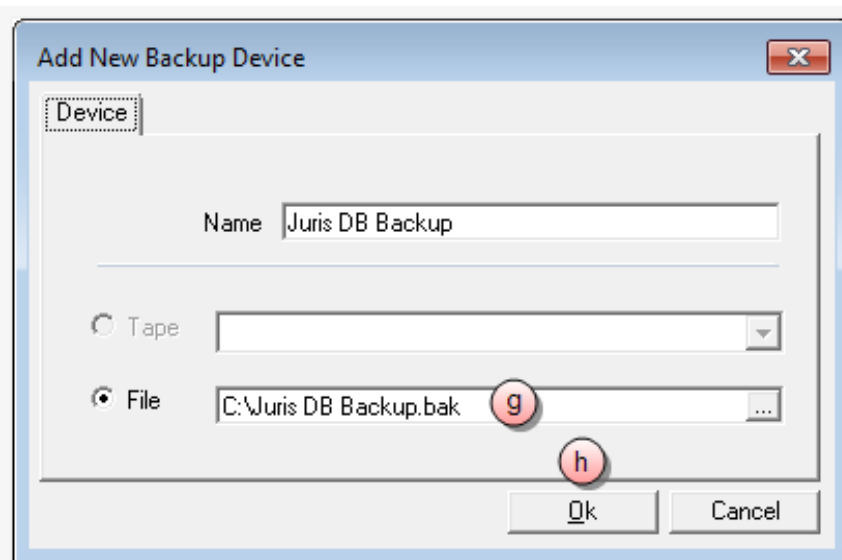 Add New Backup Device
Device
Name Juris DB Backup
Tape
File C:\Juris DB Backup.bak g ...
h
Ok Cancel